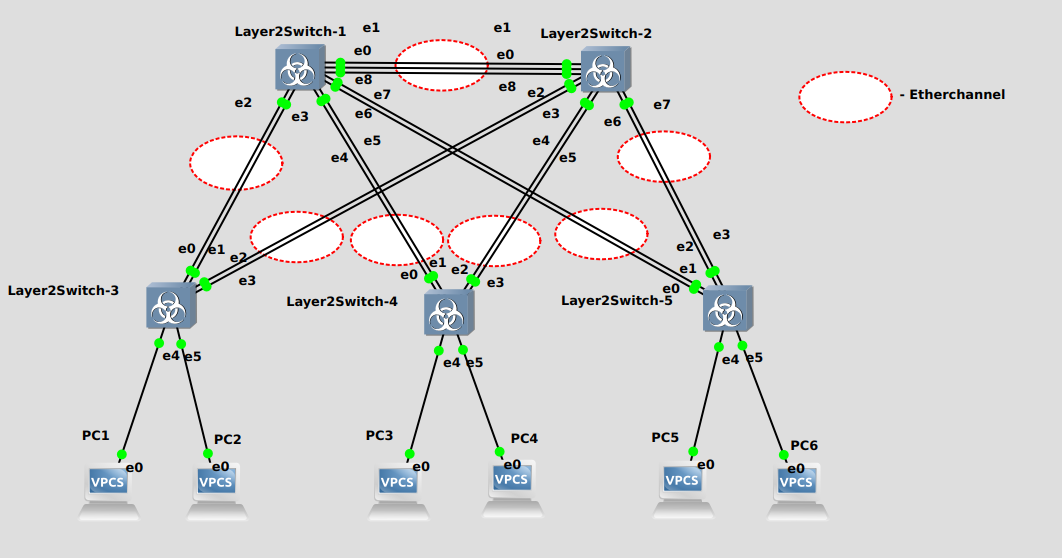 e1
e1
Layer2Switch-1
Layer2Switch-2
e0
e0
e8
e8
e7
e2
e7
- Etherchannel
e2
e3
e6
e3
e6
e5
e4
e4
e5
e0
e1
e2
e3
e1
e2
e0
e3
e3
e2
e1
e0
Layer2Switch-3
Layer2Switch-4
Layer2Switch-5
e4
e5
e4
e5
e4
e5
PC1
PC2
PC3
PC4
PC5
PC6
e0
e0
e0
e0
e0
e0
VPCS
VPCS
VPCS
VPCS
VPCS
VPCS